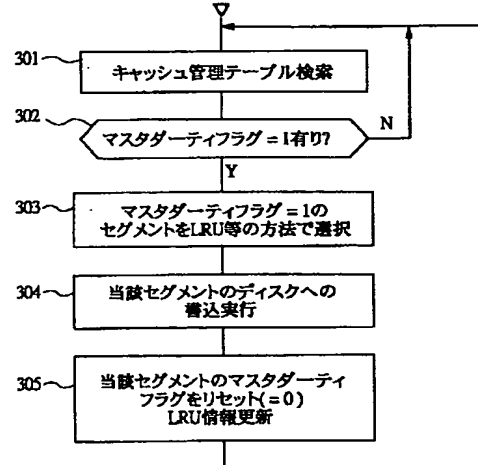 301
キャッシュ管理テーブル検索
302
マスタダーティフラグ=1有り?
N
Y
303
マスタダーティフラグ=1の
セグメントをLRU等の方法で選択
304
当該セグメントのディスクへの
書込実行
305
当該セグメントのマスタダーティ
フラグをリセット(=0)
LRU情報更新